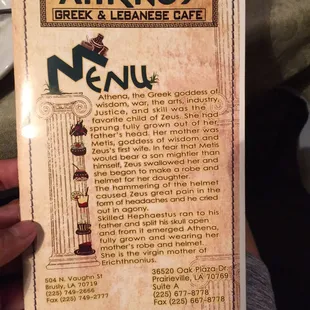 GREEK & LEBANESE CAFE
MENU
Athena, the Greek goddess of
wisdom, war, the arts, industry,
Justice, and skill was the
favorite child of Zeus. She had
sprung fully grown out of her
father's head. Her mother was
Metis, goddess of wisdom and
Zeus's first wife. In fear that Metis
would bear a son mightier than
himself, Zeus swallowed her and
she began to make a robe and
helmet for her daughter.
The hammering of the helmet
caused Zeus great pain in the
form of headaches and he cried
out in agony.
Skilled Hephaestus ran to his
father and split his skull open
and from it emerged Athena,
fully grown and wearing her
mother's robe and helmet.
She is the virgin mother of
Erichthonius.
504 N. Vaughn St
Brusly, LA 70719
(225) 749-2666
Fax (225) 749-2777
36520 Oak Plaza Dr
Prairieville, LA 70769
Suite A
(225) 677-8778
Fax (225) 667-8778